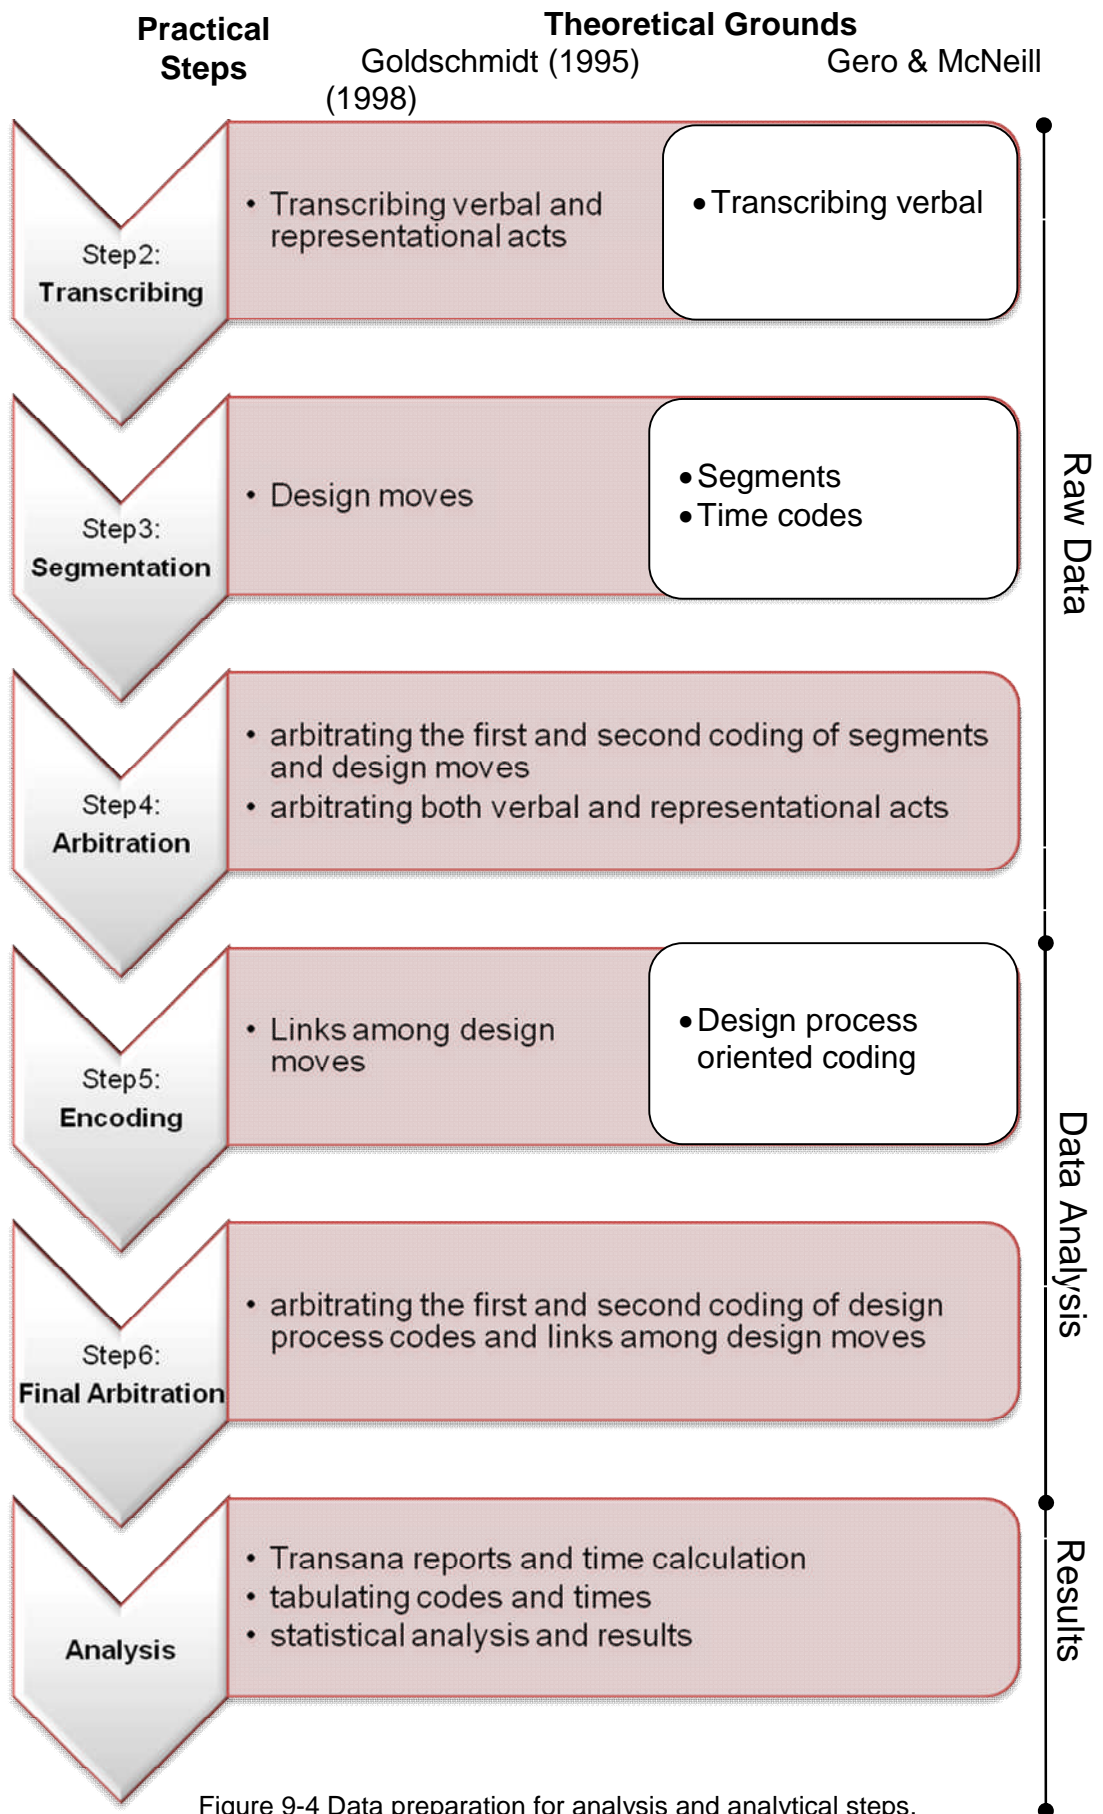 Practical
Steps
Theoretical Grounds
Goldschmidt (1995) Gero & McNeill
(1998)
Step2:
Transcribing
• Transcribing verbal and
representational acts
• Transcribing verbal
Step3:
Segmentation
• Design moves
• Segments
• Time codes
Step4:
Arbitration
• arbitrating the first and second coding of segments
and design moves
• arbitrating both verbal and representational acts
Raw Data
Step5:
Encoding
• Links among design
moves
• Design process
oriented coding
Step6:
Final Arbitration
• arbitrating the first and second coding of design
process codes and links among design moves
Data Analysis
Analysis
• Transana reports and time calculation
• tabulating codes and times
• statistical analysis and results
Results
Figure 9-4 Data preparation for analysis and analytical steps.